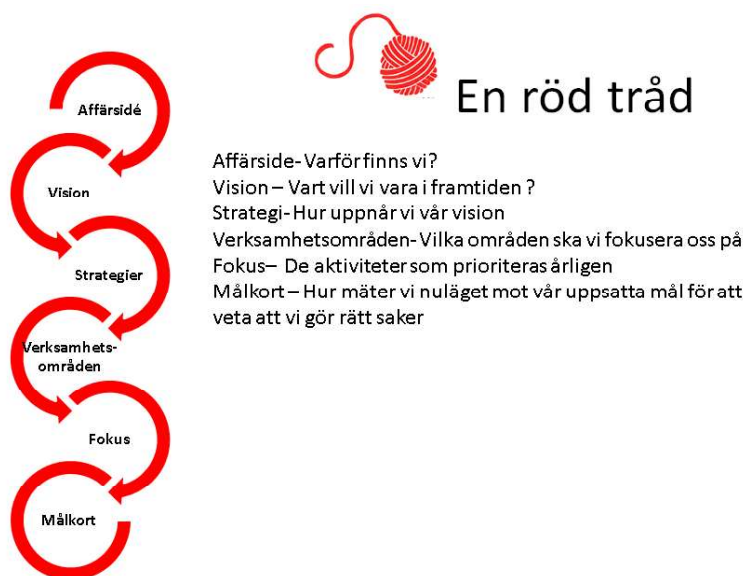 En röd tråd
Affärsidé
Vision
Strategier
Verksamhets-
områden
Fokus
Målkort
Affärside- Varför finns vi?
Vision – Vart vill vi vara i framtiden ?
Strategi- Hur uppnår vi vår vision
Verksamhetsområden- Vilka områden ska vi fokusera oss på
Fokus– De aktiviteter som prioriteras årligen
Målkort – Hur mäter vi nuläget mot vår uppsatta mål för att
veta att vi gör rätt saker